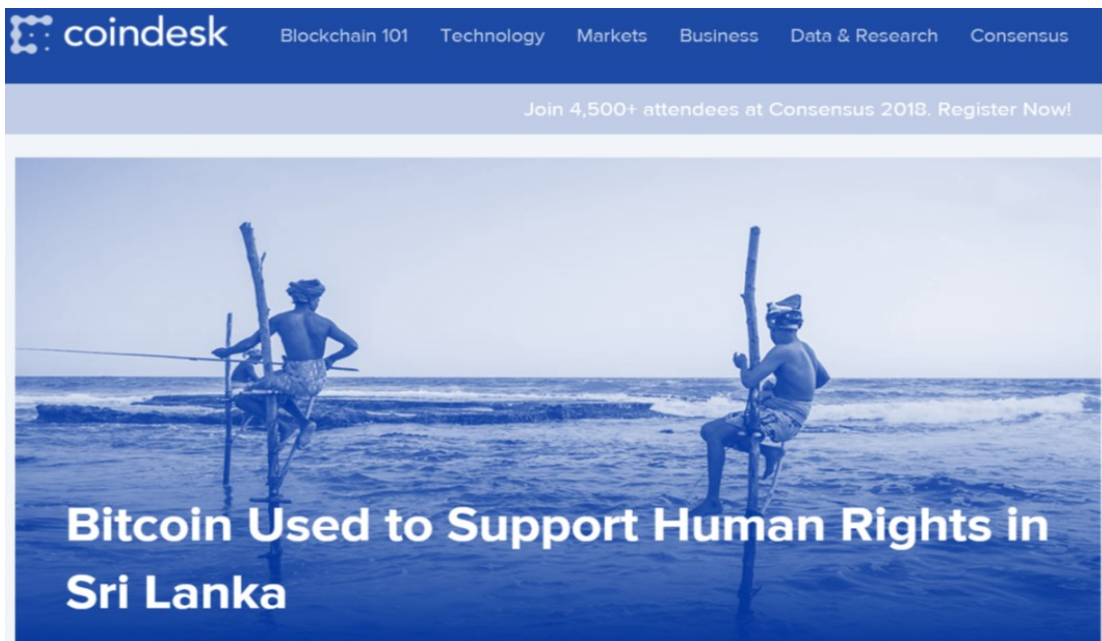 coindesk
Blockchain 101 Technology Markets Business Data & Research Consensus
Join 4,500+ attendees at Consensus 2018. Register Now!
Bitcoin Used to Support Human Rights in
Sri Lanka